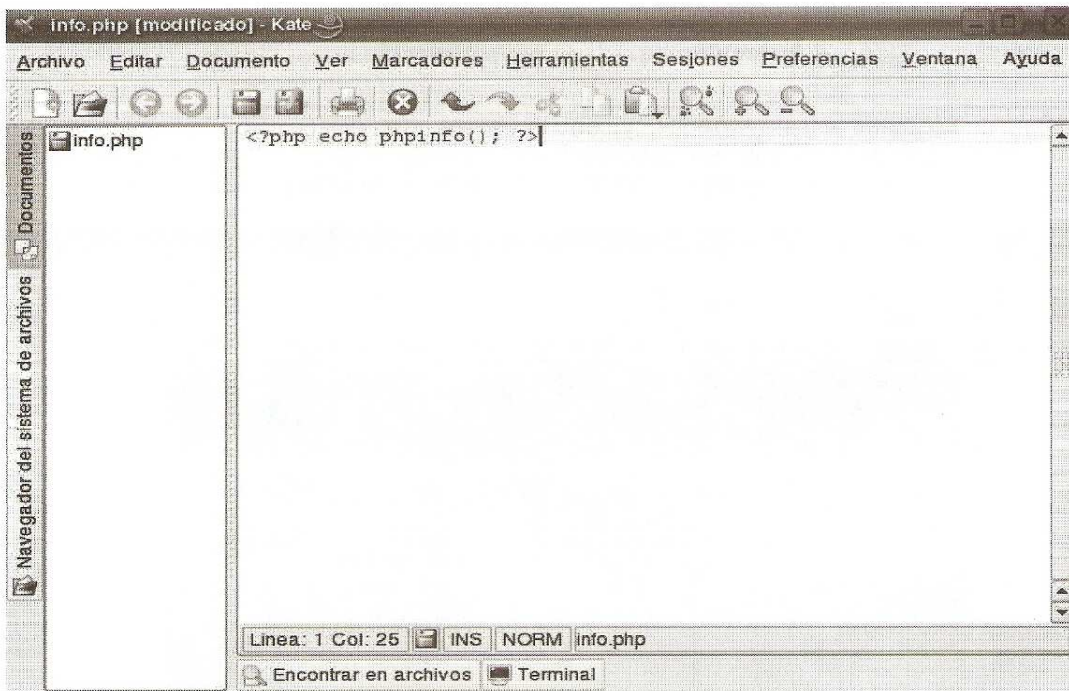 info.php [modificado] - Kate
Archivo Editar Documento Ver Marcadores Herramientas Sesiones Preferencias Ventana Ayuda
Documentos
Navegador del sistema de archivos
info.php
<?php echo phpinfo(); ?>
Linea: 1 Col: 25 INS NORM info.php
Encontrar en archivos Terminal